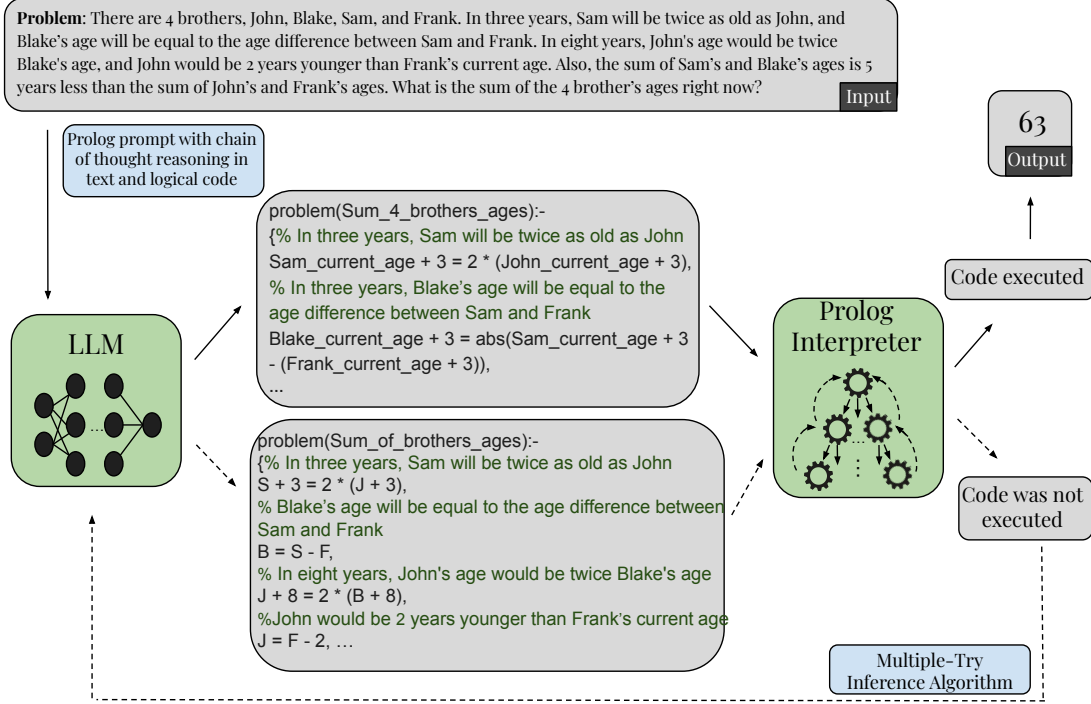 Problem: There are 4 brothers, John, Blake, Sam, and Frank. In three years, Sam will be twice as old as John, and
Blake's age will be equal to the age difference between Sam and Frank. In eight years, John's age would be twice
Blake's age, and John would be 2 years younger than Frank's current age. Also, the sum of Sam's and Blake's ages is 5
years less than the sum of John's and Frank's ages. What is the sum of the 4 brother's ages right now?
Input
Prolog prompt with chain
of thought reasoning in
text and logical code
63
Output
problem(Sum_4_brothers_ages):-
{% In three years, Sam will be twice as old as John
Sam_current_age + 3 = 2 * (John_current_age + 3),
% In three years, Blake's age will be equal to the
age difference between Sam and Frank
Blake_current_age + 3 = abs(Sam_current_age + 3
- (Frank_current_age + 3)),
...
Code executed
LLM
...
Prolog
Interpreter
...
problem(Sum_of_brothers_ages):-
{% In three years, Sam will be twice as old as John
S + 3 = 2 * (J + 3),
% Blake's age will be equal to the age difference between
Sam and Frank
B = S - F,
% In eight years, John's age would be twice Blake's age
J + 8 = 2 * (B + 8),
%John would be 2 years younger than Frank's current age
J = F - 2, ...
Code was not
executed
Multiple-Try
Inference Algorithm